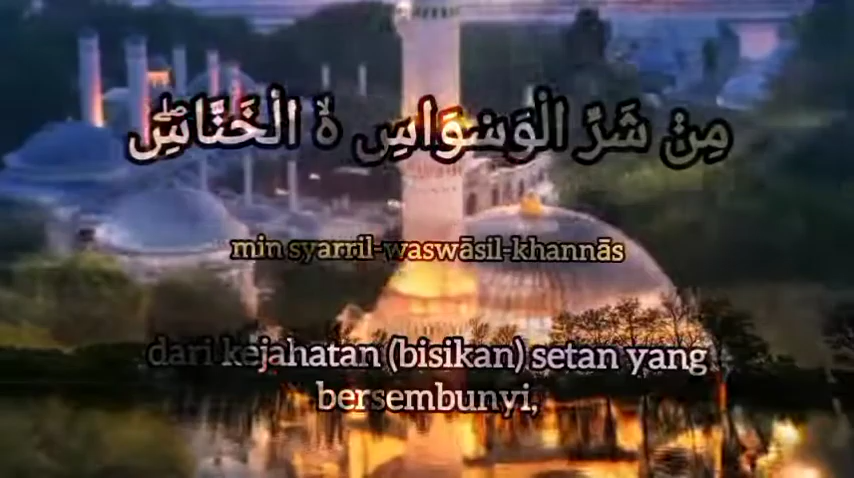 مِنْ شَرِّ الْوَسْوَاسِ ەۙ الْخَنَّاسِۖ
min syarril-waswāsil-khannās
dari kejahatan (bisikan) setan yang
bersembunyi,